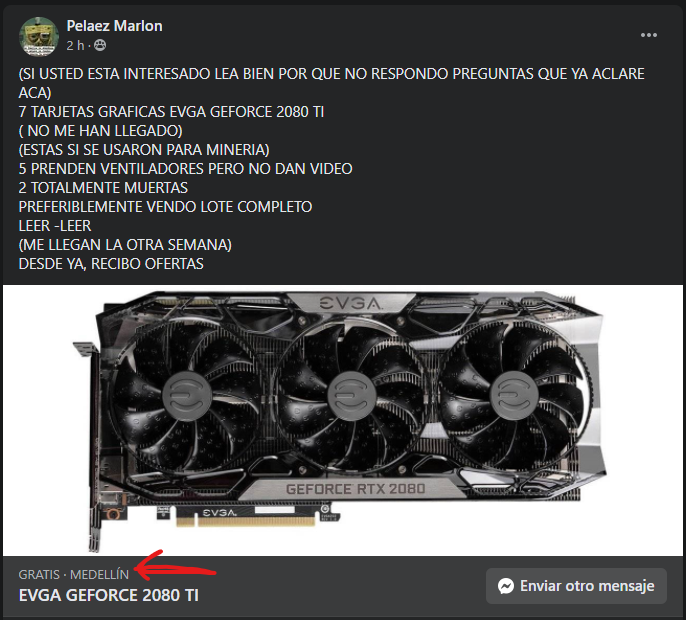 Pelaez Marlon
2 h ·
(SI USTED ESTA INTERESADO LEA BIEN POR QUE NO RESPONDO PREGUNTAS QUE YA ACLARE
ACA)
7 TARJETAS GRAFICAS EVGA GEFORCE 2080 TI
( NO ME HAN LLEGADO)
(ESTAS SI SE USARON PARA MINERIA)
5 PRENDEN VENTILADORES PERO NO DAN VIDEO
2 TOTALMENTE MUERTAS
PREFERIBLEMENTE VENDO LOTE COMPLETO
LEER -LEER
(ME LLEGAN LA OTRA SEMANA)
DESDE YA, RECIBO OFERTAS
EVGA
GEFORCE RTX 2080
EVGA
GRATIS · MEDELLÍN
EVGA GEFORCE 2080 TI
Enviar otro mensaje